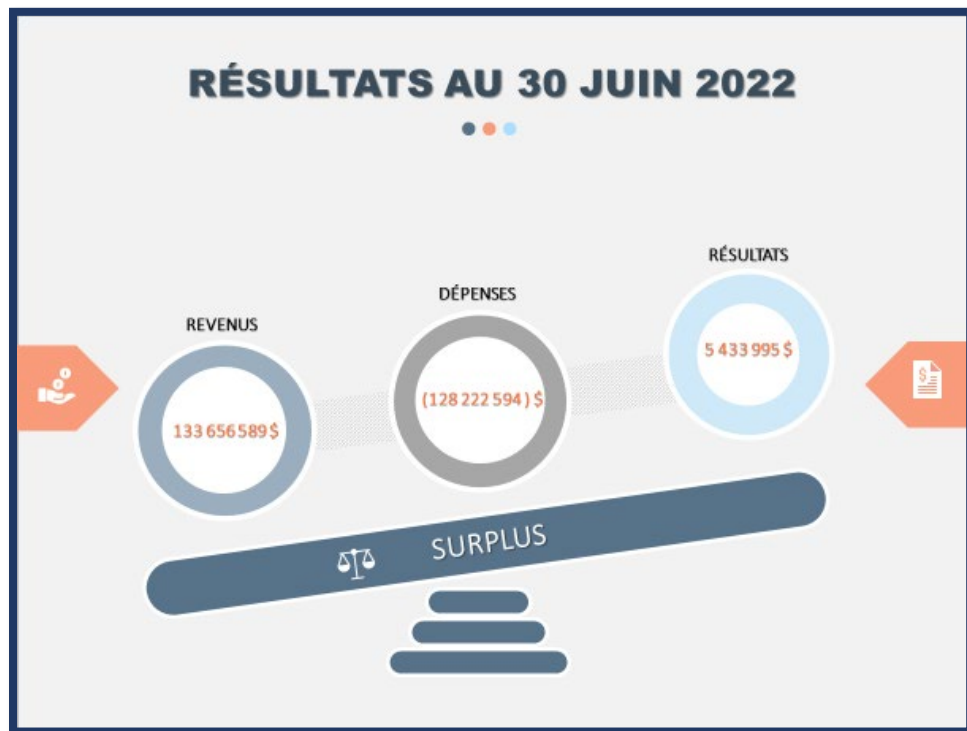 RÉSULTATS AU 30 JUIN 2022
RÉSULTATS
DÉPENSES
REVENUS
5 433 995 $
(128 222 594) $
133 656 589 $
$
SURPLUS